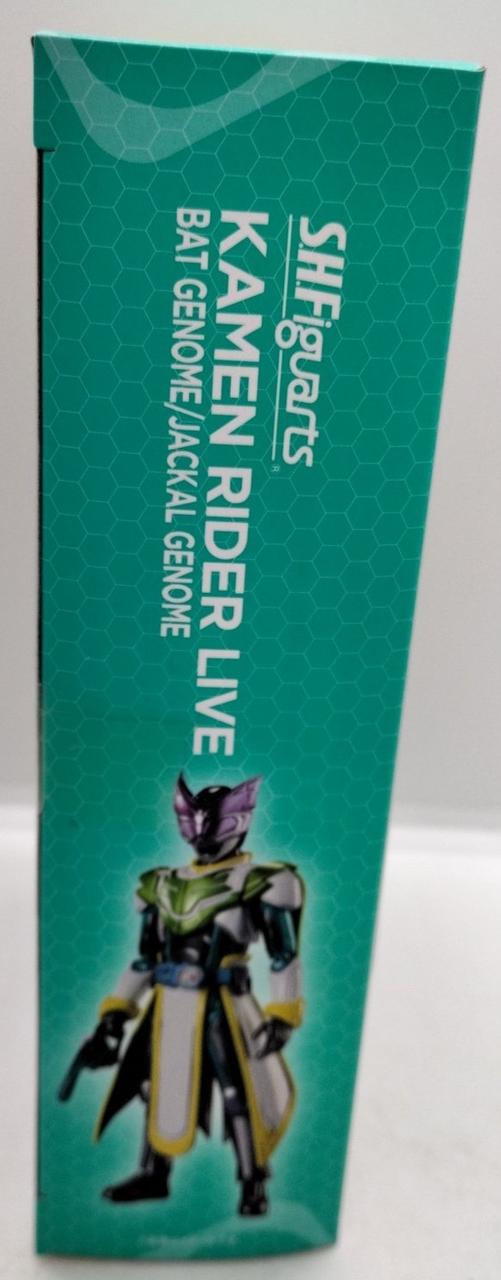 S.H.Figuarts
KAMEN RIDER LIVE
BAT GENOME/JACKAL GENOME